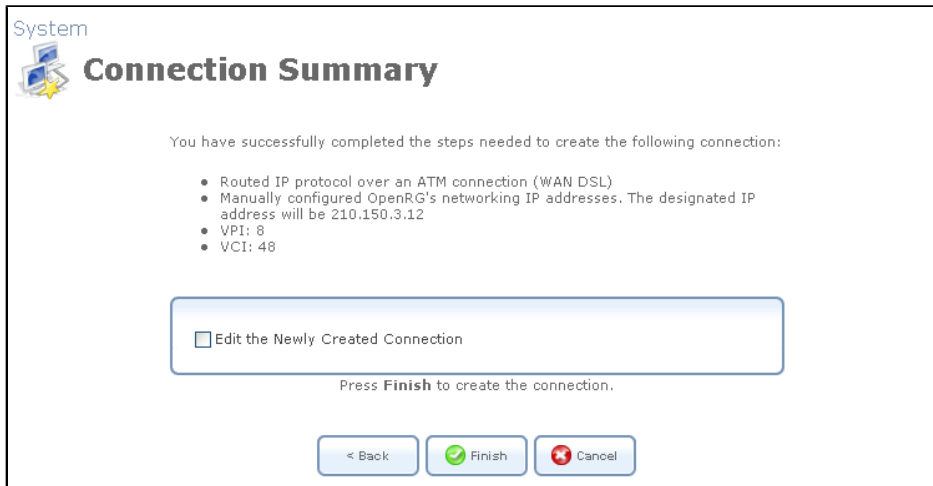 System
Connection Summary
You have successfully completed the steps needed to create the following connection:
● Routed IP protocol over an ATM connection (WAN DSL)
● Manually configured OpenRG's networking IP addresses. The designated IP
address will be 210.150.3.12
● VPI: 8
● VCI: 48
Edit the Newly Created Connection
Press Finish to create the connection.
< Back
Finish
Cancel